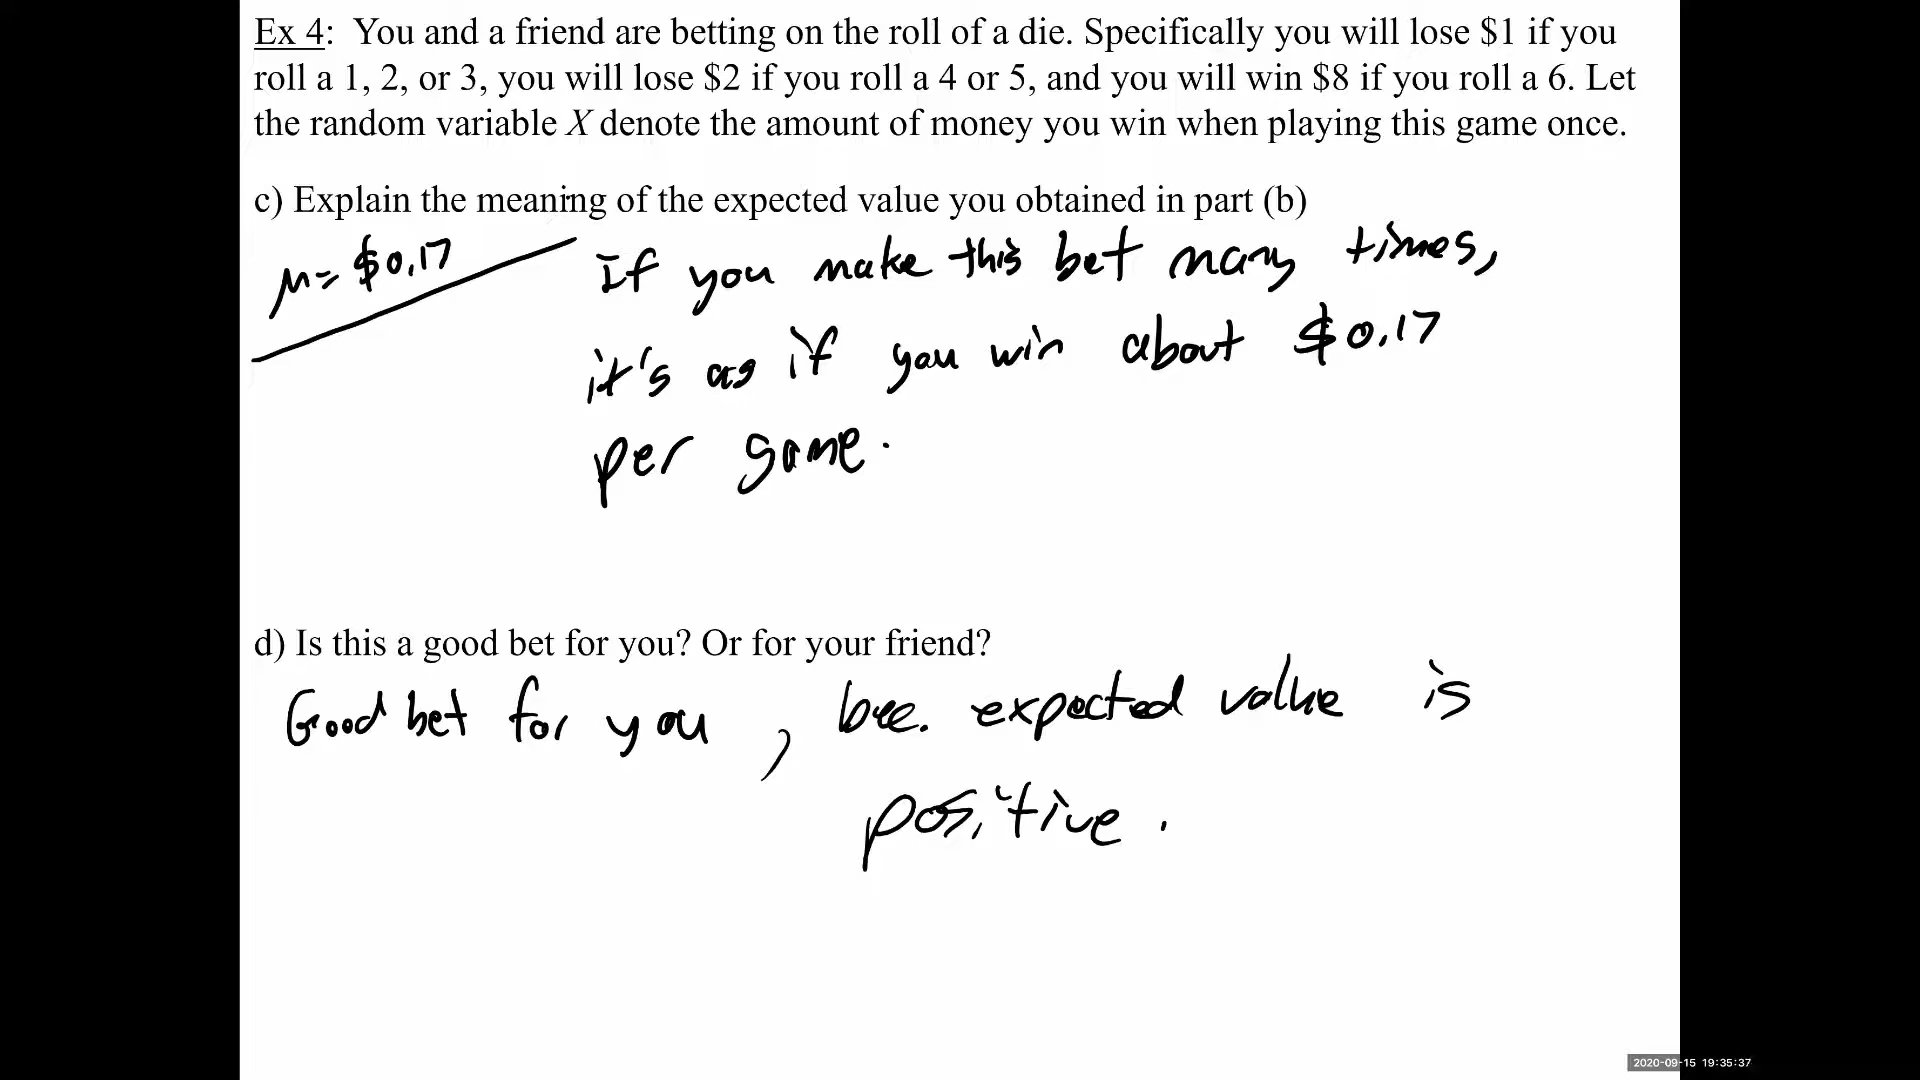 Ex 4: You and a friend are betting on the roll of a die. Specifically you will lose $1 if you
roll a 1, 2, or 3, you will lose $2 if you roll a 4 or 5, and you will win $8 if you roll a 6. Let
the random variable X denote the amount of money you win when playing this game once.
c) Explain the meaning of the expected value you obtained in part (b)
μ= $0.17
If you make this bet many times,
it's as if you win about $0.17
per game.
d) Is this a good bet for you? Or for your friend?
Good bet for you, bec. expected value is
positive.
2020-09-15 19:35:37